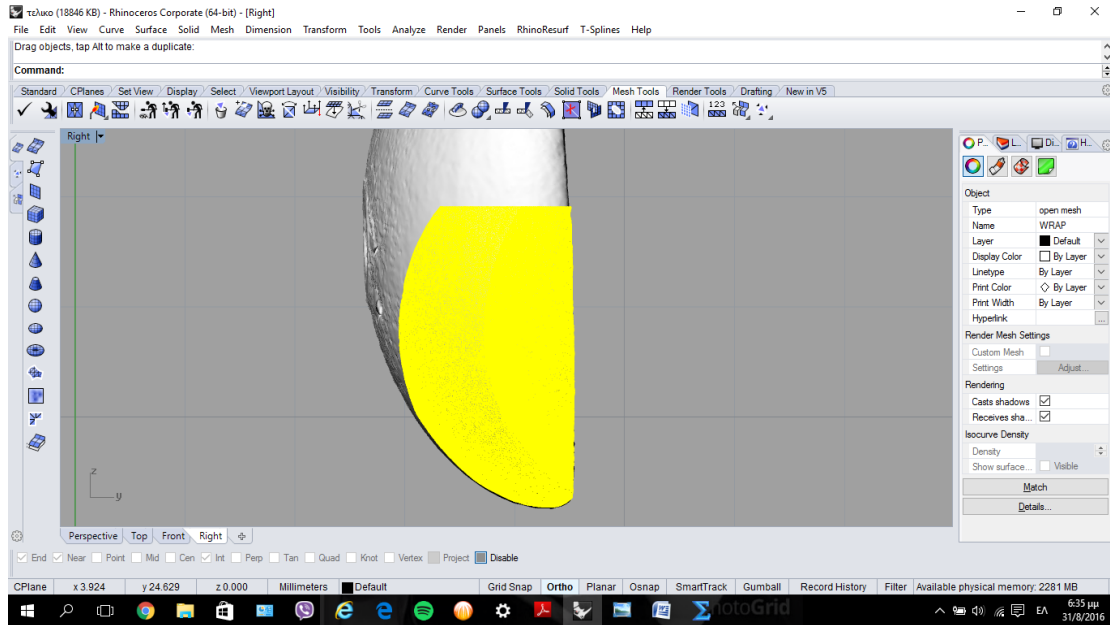 τελικο (18846 KB) - Rhinoceros Corporate (64-bit) - [Right]
File Edit View Curve Surface Solid Mesh Dimension Transform Tools Analyze Render Panels RhinoResurf T-Splines Help
Drag objects, tap Alt to make a duplicate:
Command:
Standard CPlanes Set View Display Select Viewport Layout Visibility Transform Curve Tools Surface Tools Solid Tools Mesh Tools Render Tools Drafting New in V5
123
Right
P... L... Di... H...
Object
Type open mesh
Name WRAP
Layer Default
Display Color By Layer
Linetype By Layer
Print Color By Layer
Print Width By Layer
Hyperlink ...
Render Mesh Settings
Custom Mesh
Settings Adjust...
Rendering
Casts shadows
Receives sha...
Isocurve Density
Density
Show surface... Visible
Match
Details...
z
y
Perspective Top Front Right
End Near Point Mid Cen Int Perp Tan Quad Knot Vertex Project Disable
CPlane x 3.924 y 24.629 z 0.000 Millimeters Default Grid Snap Ortho Planar Osnap SmartTrack Gumball Record History Filter Available physical memory: 2281 MB
hotoGrid
ΕΛ 6:35 μμ
31/8/2016